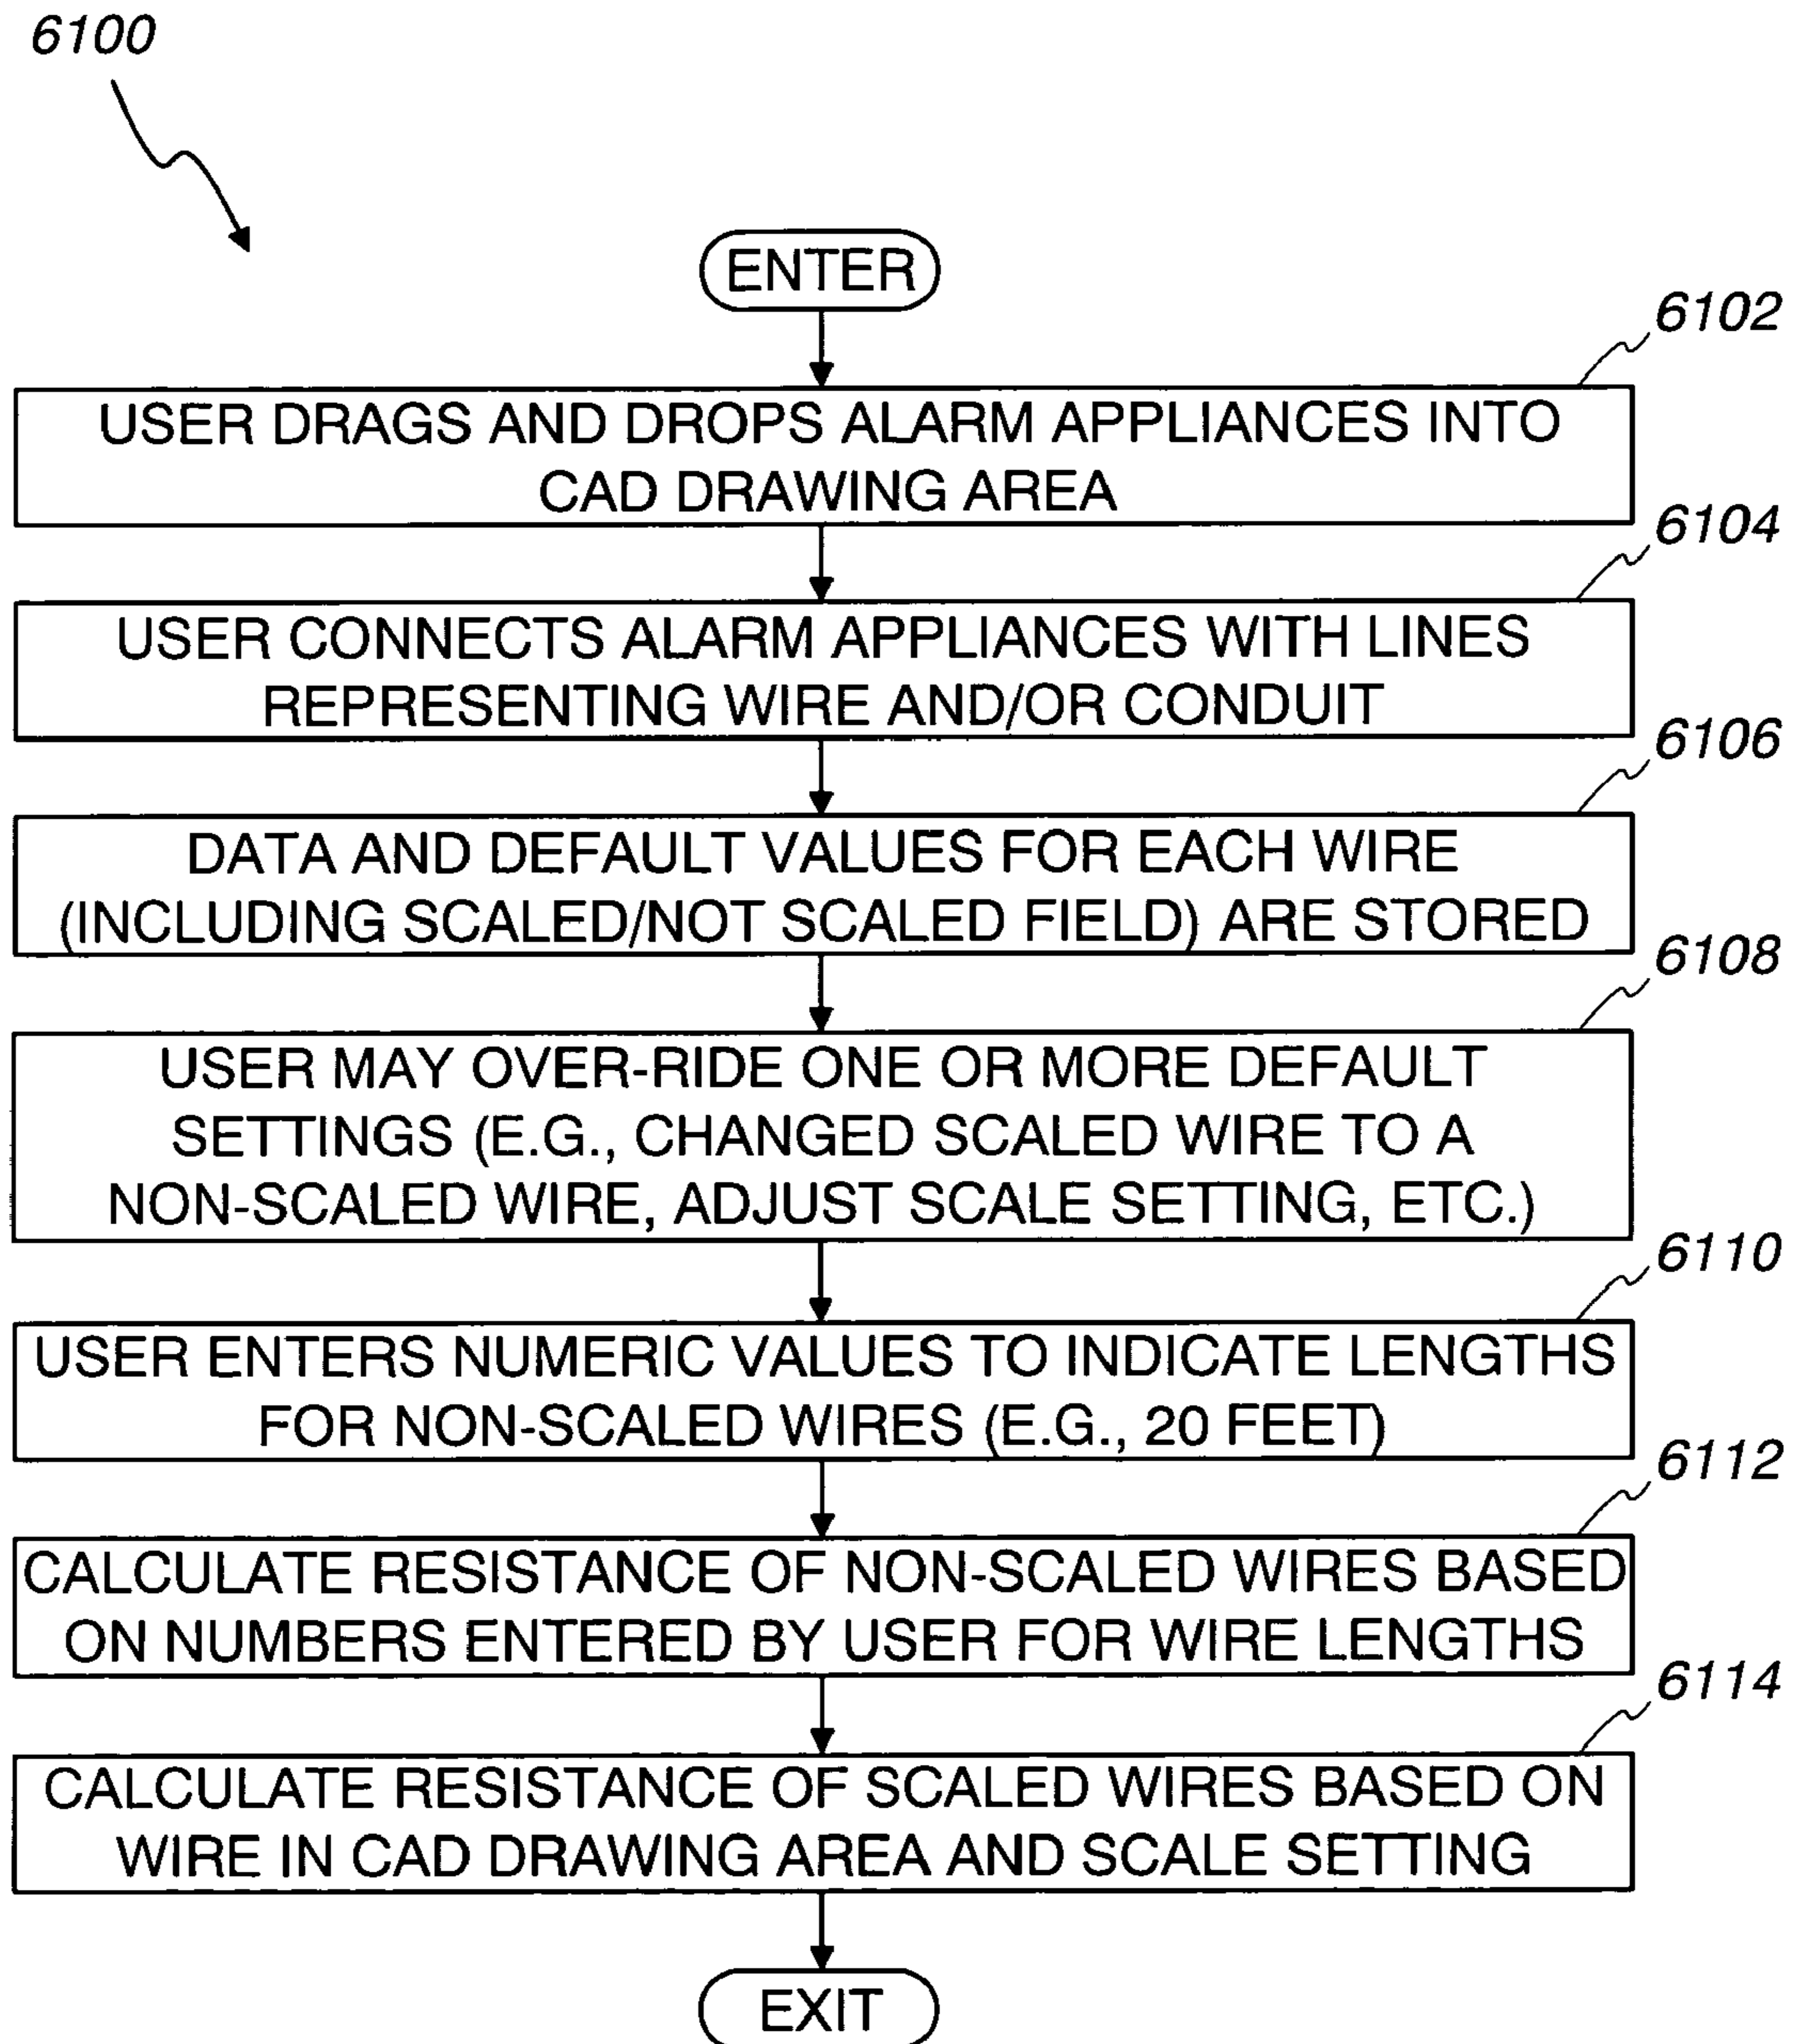 6100
ENTER
6102
USER DRAGS AND DROPS ALARM APPLIANCES INTO
CAD DRAWING AREA
6104
USER CONNECTS ALARM APPLIANCES WITH LINES
REPRESENTING WIRE AND/OR CONDUIT
6106
DATA AND DEFAULT VALUES FOR EACH WIRE
(INCLUDING SCALED/NOT SCALED FIELD) ARE STORED
6108
USER MAY OVER-RIDE ONE OR MORE DEFAULT
SETTINGS (E.G., CHANGED SCALED WIRE TO A
NON-SCALED WIRE, ADJUST SCALE SETTING, ETC.)
6110
USER ENTERS NUMERIC VALUES TO INDICATE LENGTHS
FOR NON-SCALED WIRES (E.G., 20 FEET)
6112
CALCULATE RESISTANCE OF NON-SCALED WIRES BASED
ON NUMBERS ENTERED BY USER FOR WIRE LENGTHS
6114
CALCULATE RESISTANCE OF SCALED WIRES BASED ON
WIRE IN CAD DRAWING AREA AND SCALE SETTING
EXIT